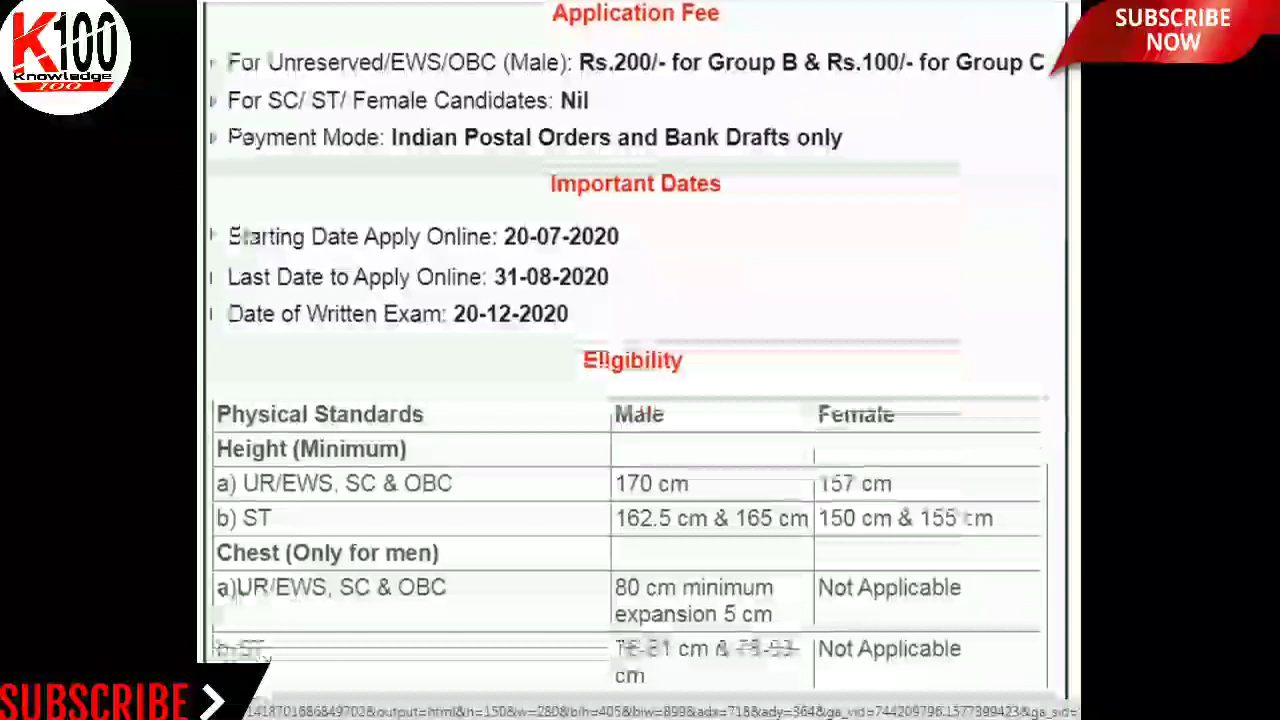 K100
Knowledge
100
SUBSCRIBE
NOW
Application Fee
For Unreserved/EWS/OBC (Male): Rs.200/- for Group B & Rs.100/- for Group C
For SC/ ST/ Female Candidates: Nil
Payment Mode: Indian Postal Orders and Bank Drafts only
Important Dates
Starting Date Apply Online: 20-07-2020
Last Date to Apply Online: 31-08-2020
Date of Written Exam: 20-12-2020
Eligibility
Physical Standards Male Female
Height (Minimum)
a) UR/EWS, SC & OBC 170 cm 157 cm
b) ST 162.5 cm & 165 cm 150 cm & 155 cm
Chest (Only for men)
a)UR/EWS, SC & OBC 80 cm minimum Not Applicable
expansion 5 cm
b) ST cm & Not Applicable
cm
SUBSCRIBE